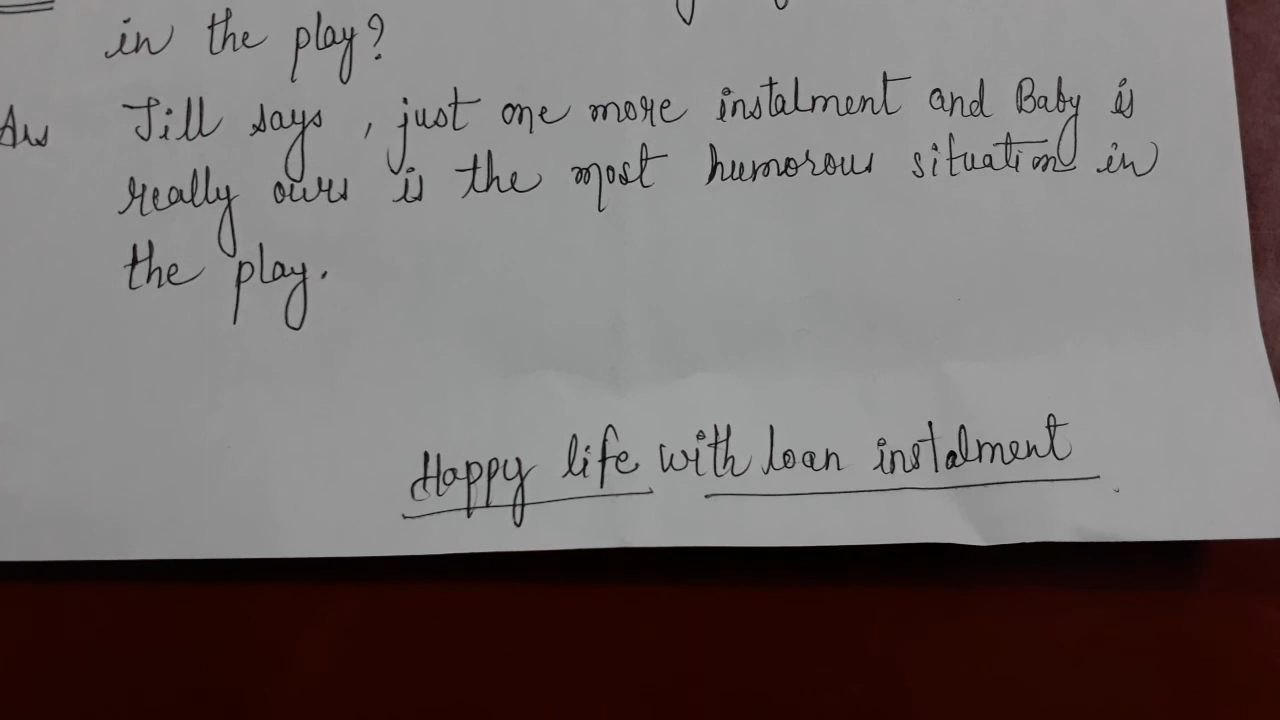 in the play?
Ans Jill says, just one more instalment and Baby is
really ours is the most humorous situation in
the play.
Happy life with loan instalment